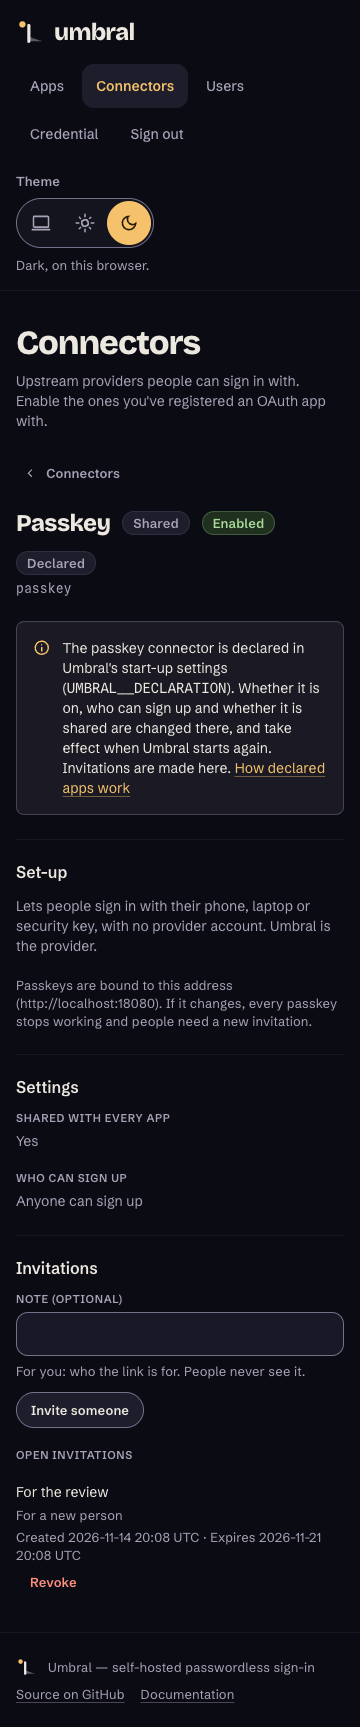 umbral
Apps Connectors Users
Credential Sign out
Theme
Dark, on this browser.
Connectors
Upstream providers people can sign in with.
Enable the ones you've registered an OAuth app
with.
Connectors
Passkey Shared Enabled
Declared
passkey
The passkey connector is declared in
Umbral's start-up settings
(UMBRAL__DECLARATION). Whether it is
on, who can sign up and whether it is
shared are changed there, and take
effect when Umbral starts again.
Invitations are made here. How declared
apps work
Set-up
Lets people sign in with their phone, laptop or
security key, with no provider account. Umbral is
the provider.
Passkeys are bound to this address
(http://localhost:18080). If it changes, every passkey
stops working and people need a new invitation.
Settings
SHARED WITH EVERY APP
Yes
WHO CAN SIGN UP
Anyone can sign up
Invitations
NOTE (OPTIONAL)
For you: who the link is for. People never see it.
Invite someone
OPEN INVITATIONS
For the review
For a new person
Created 2026-11-14 20:08 UTC · Expires 2026-11-21
20:08 UTC
Revoke
Umbral — self-hosted passwordless sign-in
Source on GitHub Documentation